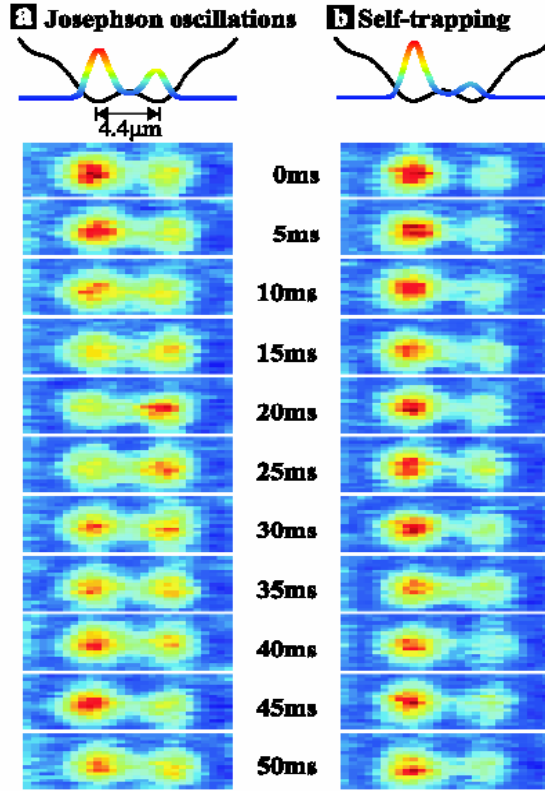 a Josephson oscillations
b Self-trapping
4.4μm
0ms
5ms
10ms
15ms
20ms
25ms
30ms
35ms
40ms
45ms
50ms